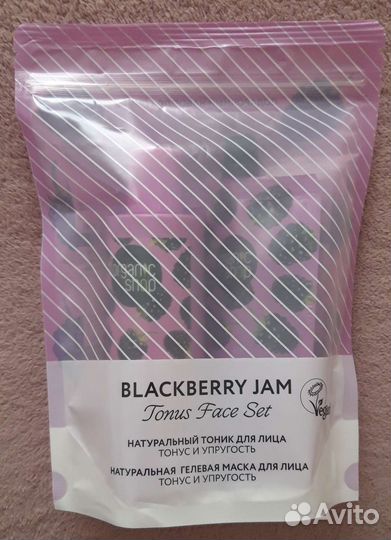 organic
shop
BLACKBERRY JAM
Tonus Face Set
Vegan
НАТУРАЛЬНЫЙ ТОНИК ДЛЯ ЛИЦА
ТОНУС И УПРУГОСТЬ
НАТУРАЛЬНАЯ ГЕЛЕВАЯ МАСКА ДЛЯ ЛИЦА
ТОНУС И УПРУГОСТЬ
Avito